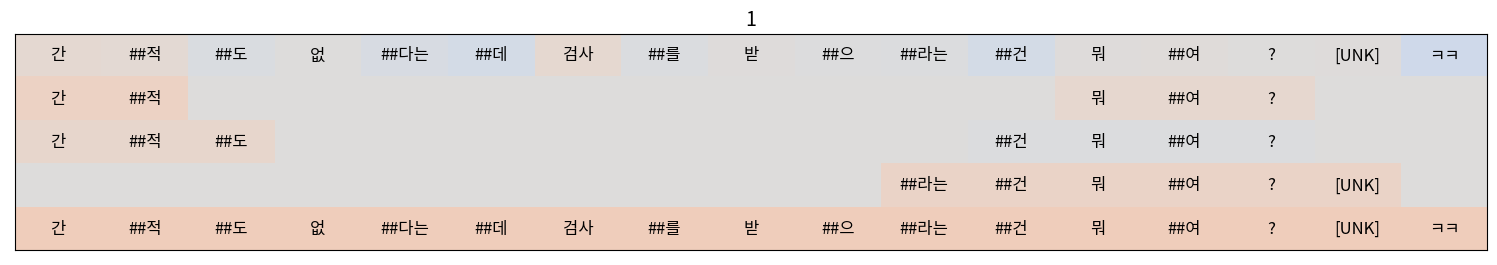 1
간 ##적 ##도 없 ##다는 ##데 검사 ##를 받 ##으 ##라는 ##건 뭐 ##여 ? [UNK] ㅋㅋ
간 ##적 뭐 ##여 ?
간 ##적 ##도 ##건 뭐 ##여 ?
##라는 ##건 뭐 ##여 ? [UNK]
간 ##적 ##도 없 ##다는 ##데 검사 ##를 받 ##으 ##라는 ##건 뭐 ##여 ? [UNK] ㅋㅋ